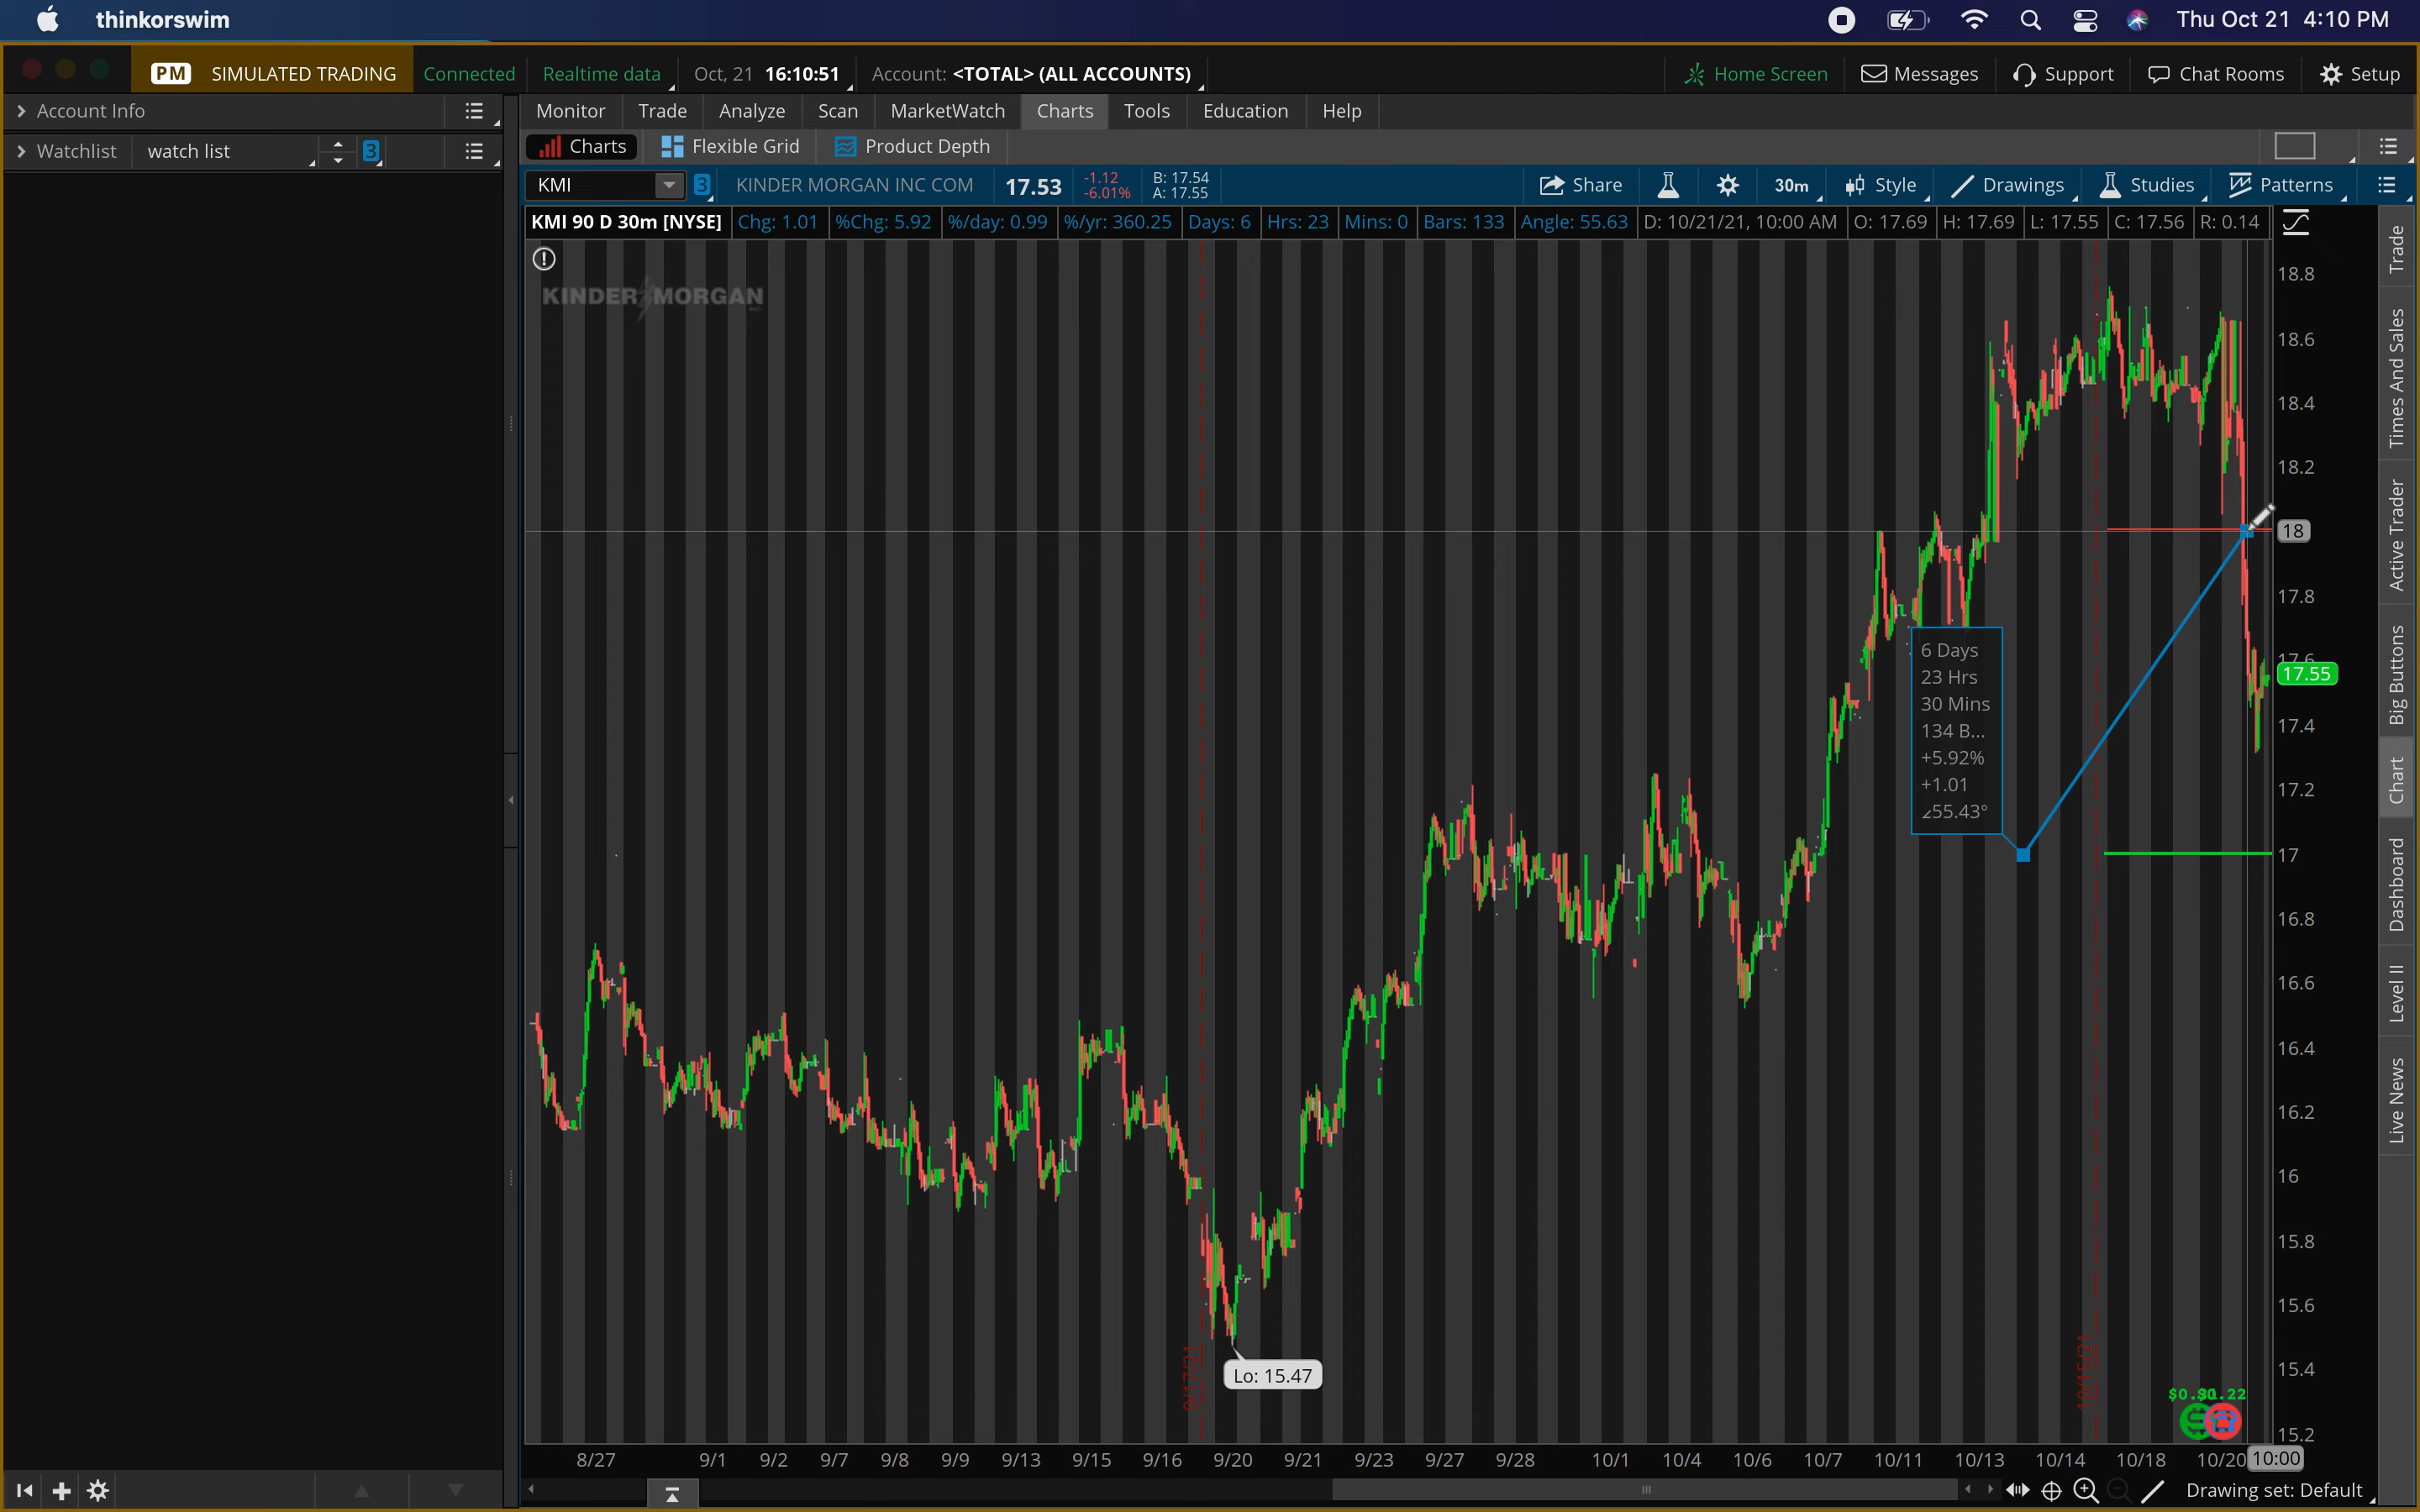 thinkorswim
Thu Oct 21 4:10 PM
PM SIMULATED TRADING Connected Realtime data Oct, 21 16:10:51 Account: <TOTAL> (ALL ACCOUNTS) Home Screen Messages Support Chat Rooms Setup
Account Info
Monitor Trade Analyze Scan MarketWatch Charts Tools Education Help
Watchlist watch list 3
Charts Flexible Grid Product Depth
KMI 3 KINDER MORGAN INC COM 17.53 -1.12 -6.01% B: 17.54 A: 17.55 Share 30m Style Drawings Studies Patterns
KMI 90 D 30m [NYSE] Chg: 1.01 %Chg: 5.92 %/day: 0.99 %/yr: 360.25 Days: 6 Hrs: 23 Mins: 0 Bars: 133 Angle: 55.63 D: 10/21/21, 10:00 AM O: 17.69 H: 17.69 L: 17.55 C: 17.56 R: 0.14
KINDER MORGAN
18.8
18.6
18.4
18.2
18
17.8
17.6
17.55
17.4
17.2
17
16.8
16.6
16.4
16.2
16
15.8
15.6
15.4
15.2
6 Days
23 Hrs
30 Mins
134 B...
+5.92%
+1.01
∠55.43°
Lo: 15.47
9/17/21
10/15/21
8/27 9/1 9/2 9/7 9/8 9/9 9/13 9/15 9/16 9/20 9/21 9/23 9/27 9/28 10/1 10/4 10/6 10/7 10/11 10/13 10/14 10/18 10/20 10:00
Drawing set: Default
Trade
Times And Sales
Active Trader
Big Buttons
Chart
Dashboard
Level II
Live News